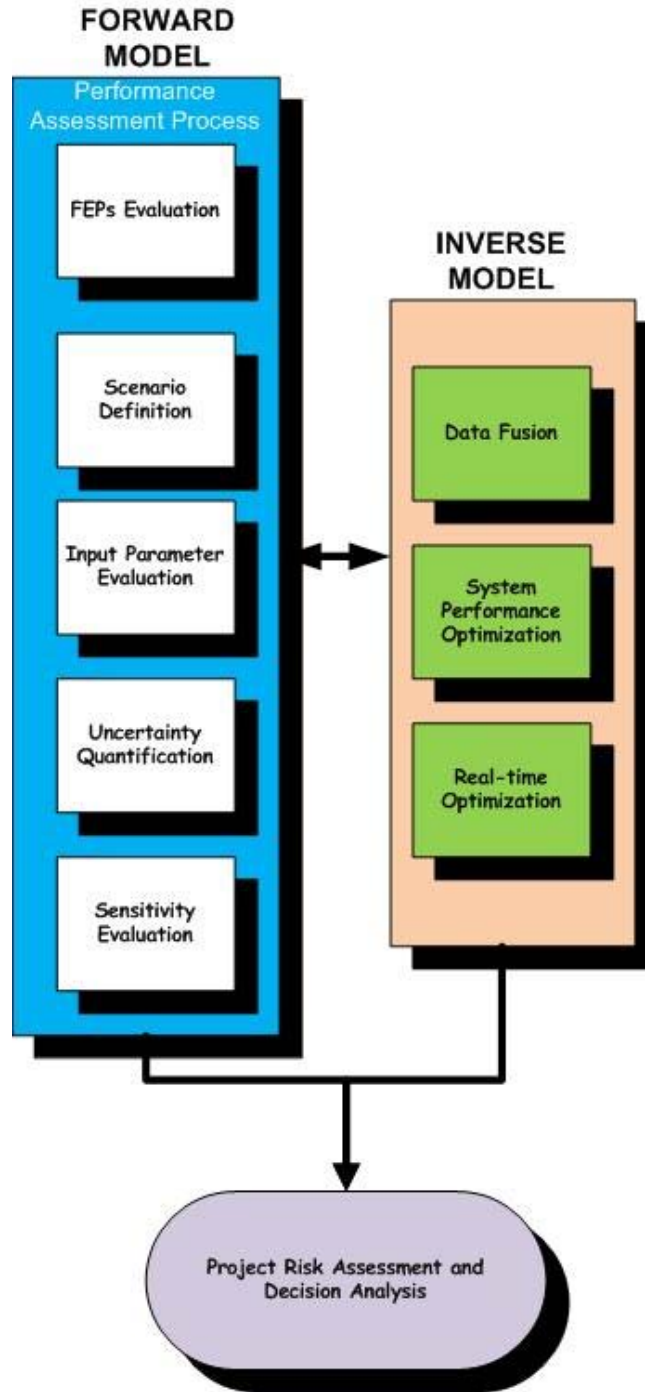 FORWARD
MODEL
Performance
Assessment Process
FEPs Evaluation
Scenario
Definition
Input Parameter
Evaluation
Uncertainty
Quantification
Sensitivity
Evaluation
INVERSE
MODEL
Data Fusion
System
Performance
Optimization
Real-time
Optimization
Project Risk Assessment and
Decision Analysis